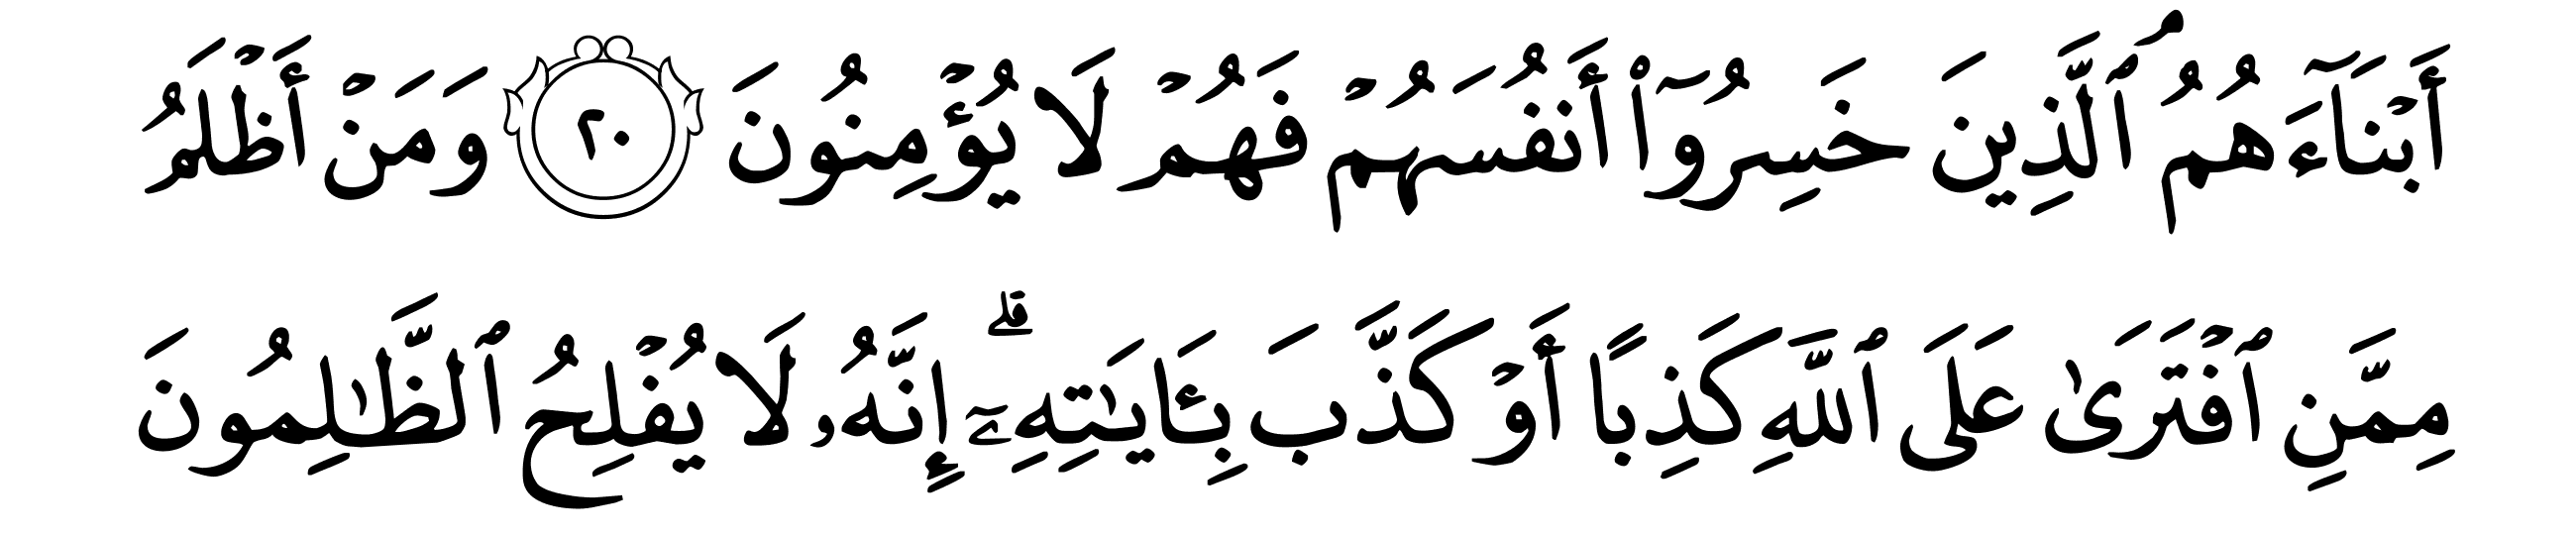 أَبْنَآءَهُمُ ٱلَّذِينَ خَسِرُوٓا۟ أَنفُسَهُمْ فَهُمْ لَا يُؤْمِنُونَ ٢٠ وَمَنْ أَظْلَمُ
مِمَّنِ ٱفْتَرَىٰ عَلَى ٱللَّهِ كَذِبًا أَوْ كَذَّبَ بِـَٔايَـٰتِهِۦٓ ۗ إِنَّهُۥ لَا يُفْلِحُ ٱلظَّـٰلِمُونَ